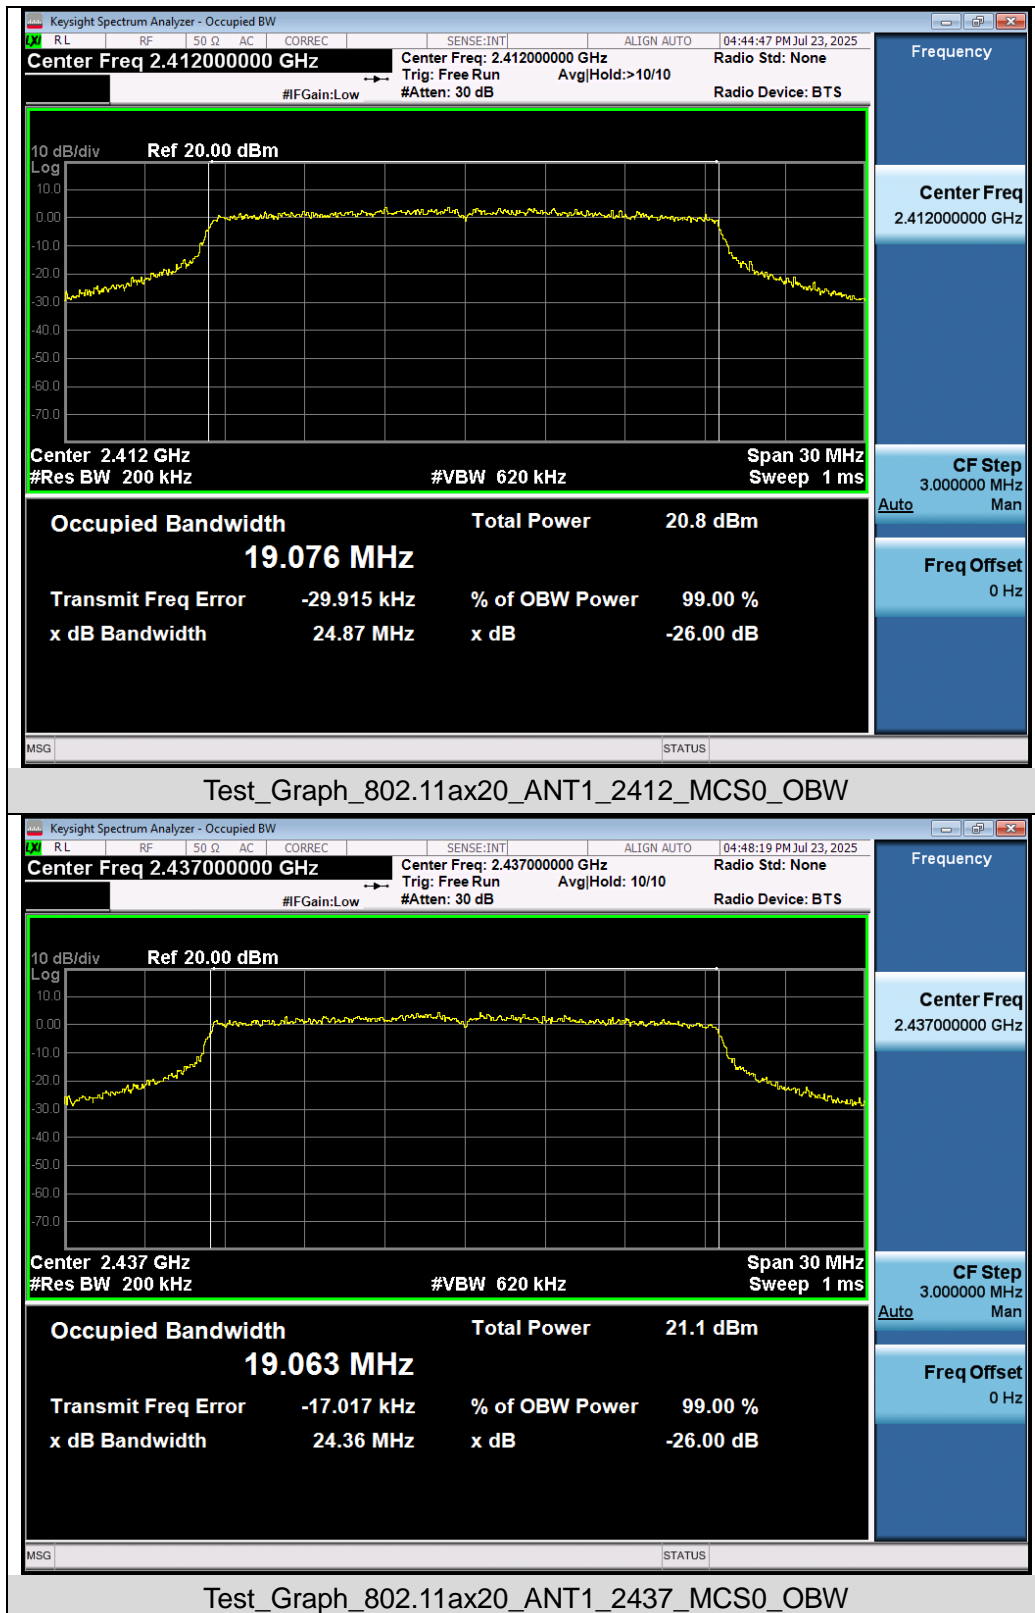 Keysight Spectrum Analyzer - Occupied BW
LXI RL RF 50 Ω AC CORREC SENSE:INT ALIGN AUTO 04:44:47 PM Jul 23, 2025
Center Freq 2.412000000 GHz
Center Freq: 2.412000000 GHz
Radio Std: None
Trig: Free Run Avg|Hold:>10/10
#IFGain:Low
#Atten: 30 dB
Radio Device: BTS
Frequency
10 dB/div Ref 20.00 dBm
Log
10.0
0.00
-10.0
-20.0
-30.0
-40.0
-50.0
-60.0
-70.0
Center Freq
2.412000000 GHz
Center 2.412 GHz Span 30 MHz
#Res BW 200 kHz #VBW 620 kHz Sweep 1 ms
CF Step
3.000000 MHz
Auto Man
Freq Offset
0 Hz
Occupied Bandwidth Total Power 20.8 dBm
19.076 MHz
Transmit Freq Error -29.915 kHz % of OBW Power 99.00 %
x dB Bandwidth 24.87 MHz x dB -26.00 dB
MSG STATUS
Test_Graph_802.11ax20_ANT1_2412_MCS0_OBW
Keysight Spectrum Analyzer - Occupied BW
LXI RL RF 50 Ω AC CORREC SENSE:INT ALIGN AUTO 04:48:19 PM Jul 23, 2025
Center Freq 2.437000000 GHz
Center Freq: 2.437000000 GHz
Radio Std: None
Trig: Free Run Avg|Hold: 10/10
#IFGain:Low
#Atten: 30 dB
Radio Device: BTS
Frequency
10 dB/div Ref 20.00 dBm
Log
10.0
0.00
-10.0
-20.0
-30.0
-40.0
-50.0
-60.0
-70.0
Center Freq
2.437000000 GHz
Center 2.437 GHz Span 30 MHz
#Res BW 200 kHz #VBW 620 kHz Sweep 1 ms
CF Step
3.000000 MHz
Auto Man
Freq Offset
0 Hz
Occupied Bandwidth Total Power 21.1 dBm
19.063 MHz
Transmit Freq Error -17.017 kHz % of OBW Power 99.00 %
x dB Bandwidth 24.36 MHz x dB -26.00 dB
MSG STATUS
Test_Graph_802.11ax20_ANT1_2437_MCS0_OBW